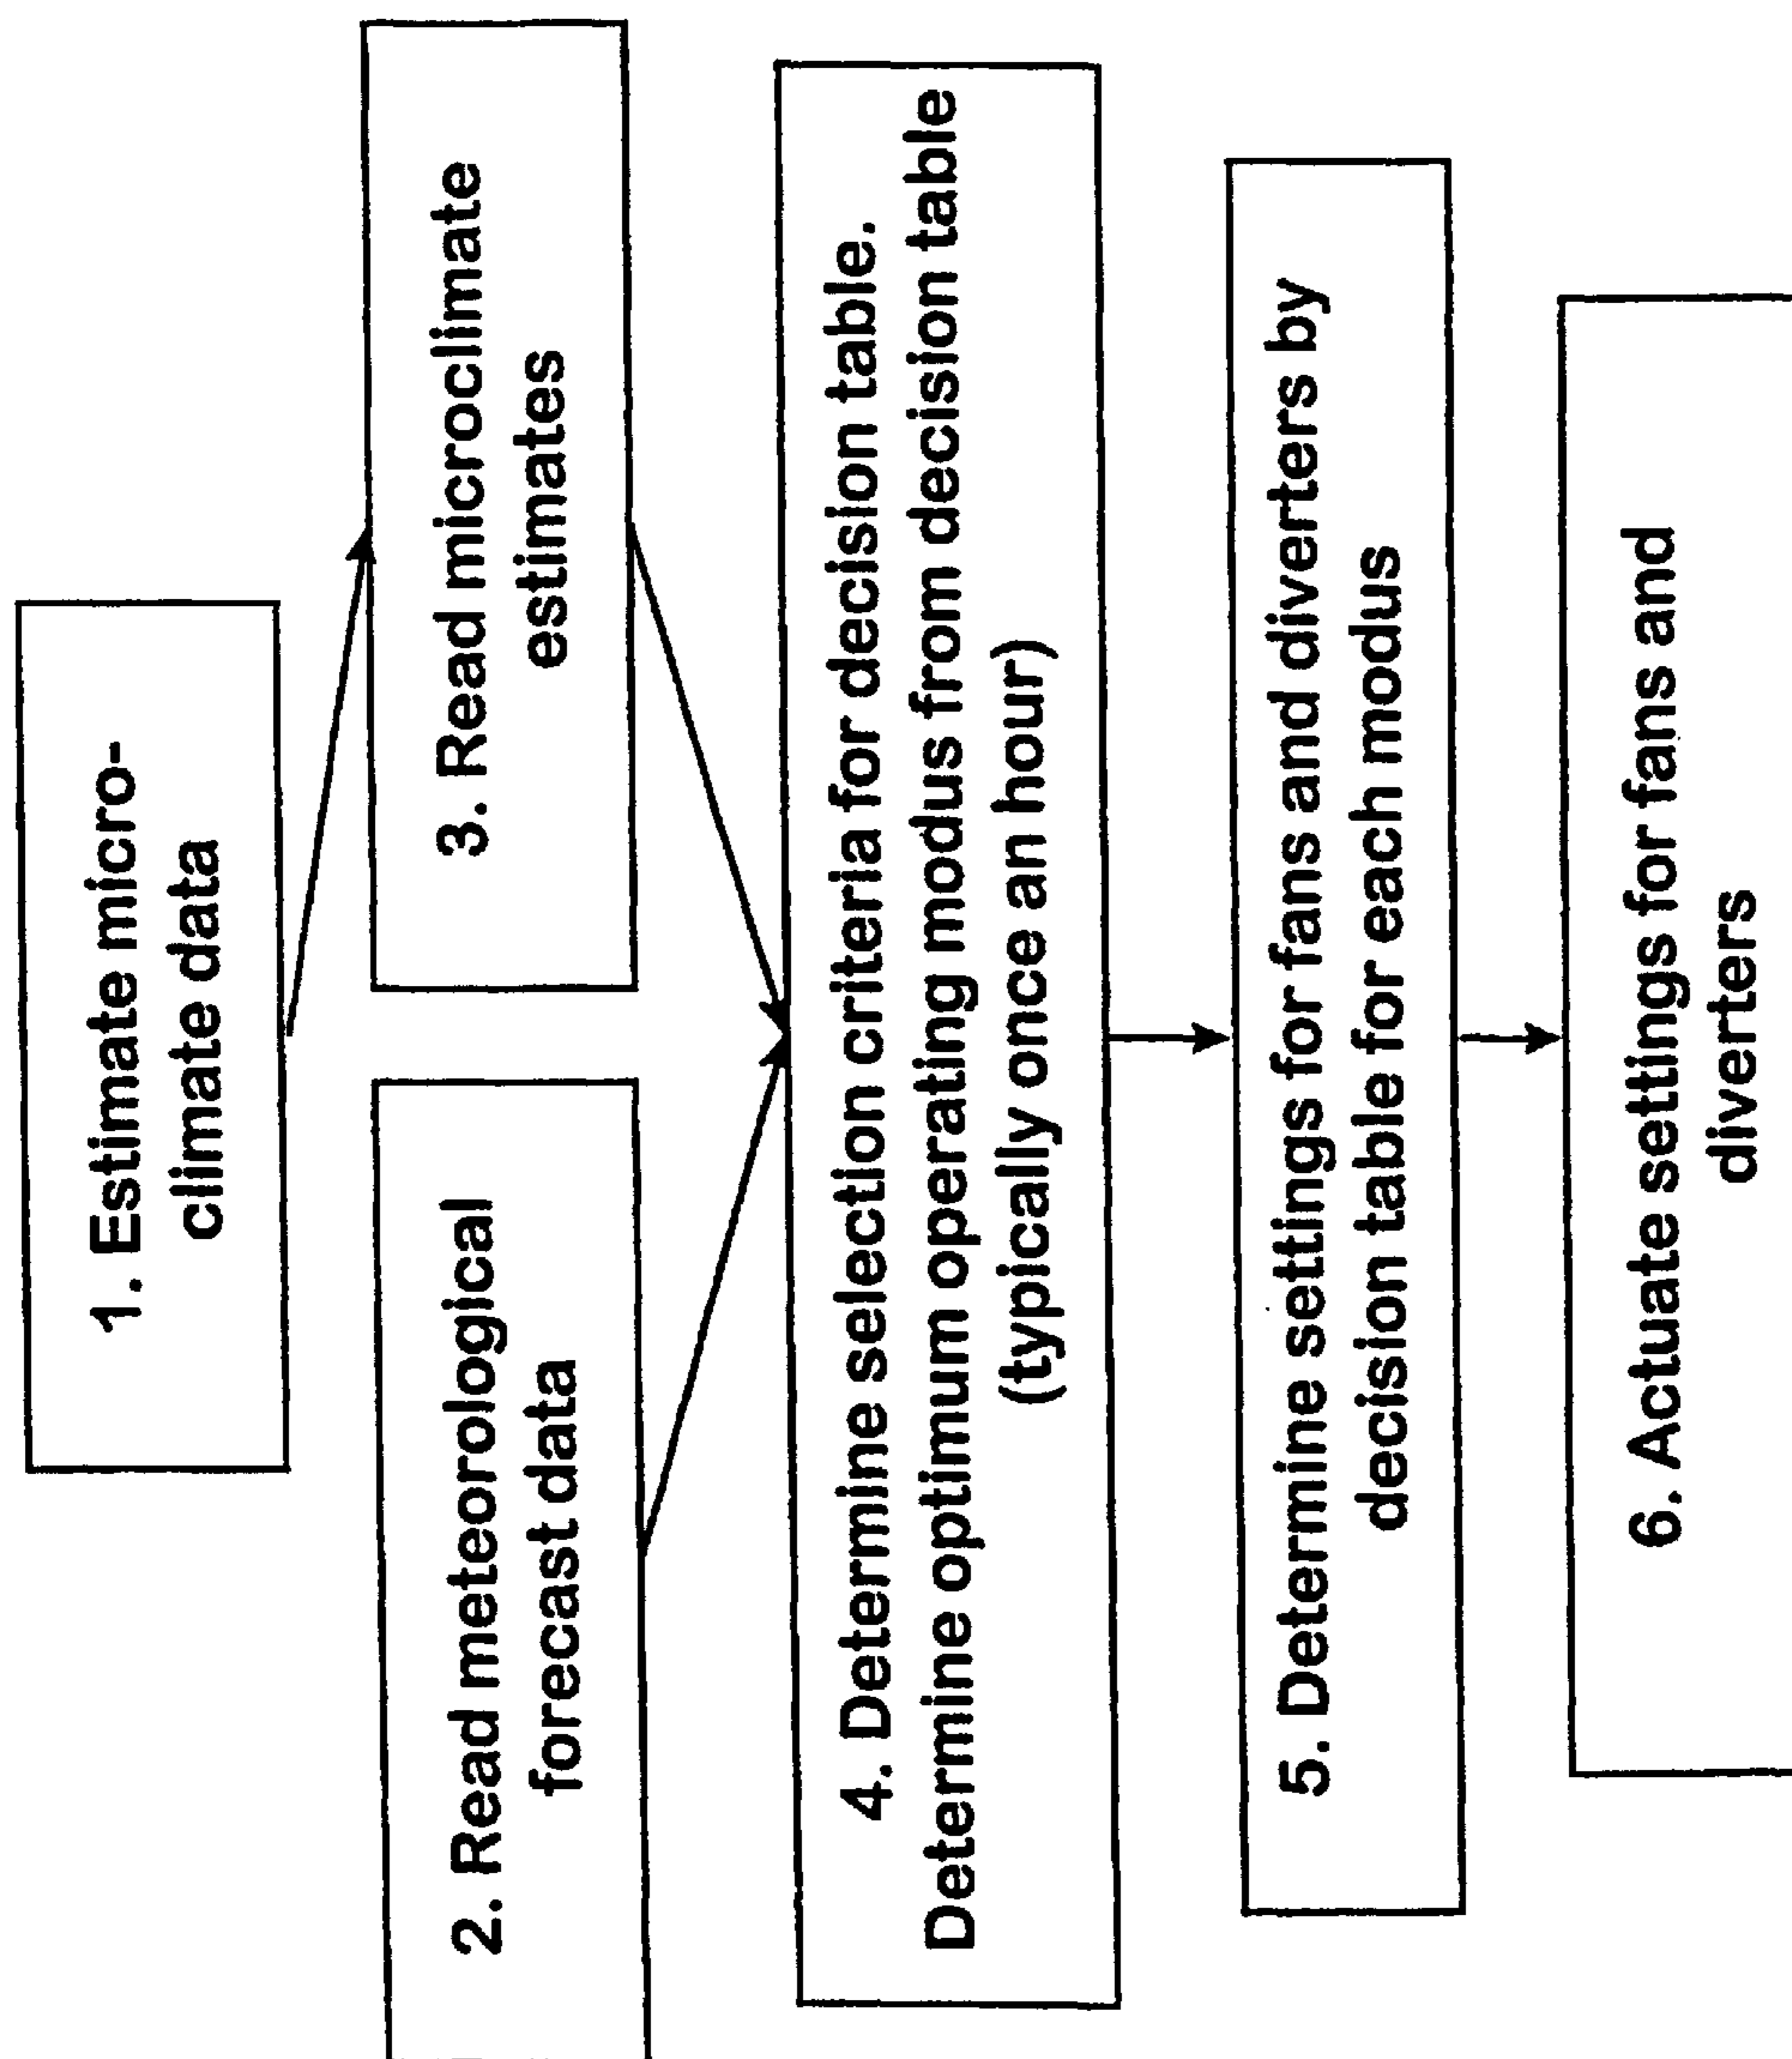 1. Estimate micro-
climate data
2. Read meteorological
forecast data
3. Read microclimate
estimates
4. Determine selection criteria for decision table.
Determine optimum operating modus from decision table
(typically once an hour)
5. Determine settings for fans and diverters by
decision table for each modus
6. Actuate settings for fans and
diverters